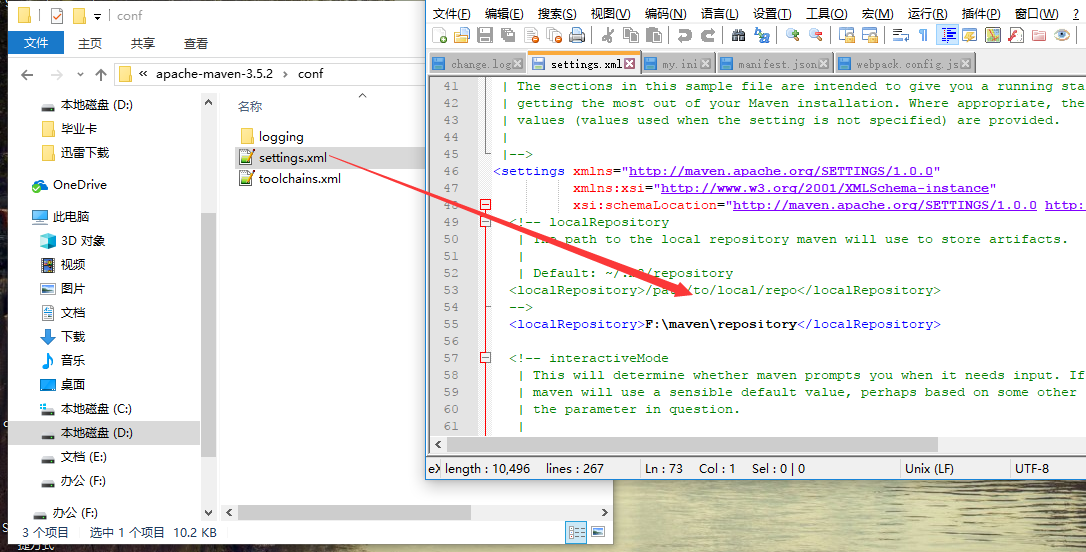 conf
文件
主页
共享
查看
« apache-maven-3.5.2 › conf
本地磁盘 (D:)
毕业卡
迅雷下载
OneDrive
此电脑
3D 对象
视频
图片
文档
下载
音乐
桌面
本地磁盘 (C:)
本地磁盘 (D:)
文档 (E:)
办公 (F:)
办公 (F:)
名称
logging
settings.xml
toolchains.xml
3 个项目 选中 1 个项目 10.2 KB
捷方式
文件(F) 编辑(E) 搜索(S) 视图(V) 编码(N) 语言(L) 设置(T) 工具(O) 宏(M) 运行(R) 插件(P) 窗口(W) ?
change.log settings.xml my.ini manifest.json webpack.config.js
41 | The sections in this sample file are intended to give you a running sta
42 | getting the most out of your Maven installation. Where appropriate, the
43 | values (values used when the setting is not specified) are provided.
44 |
45 |-->
46 <settings xmlns="http://maven.apache.org/SETTINGS/1.0.0"
47 xmlns:xsi="http://www.w3.org/2001/XMLSchema-instance"
48 xsi:schemaLocation="http://maven.apache.org/SETTINGS/1.0.0 http:
49 <!-- localRepository
50 | The path to the local repository maven will use to store artifacts.
51 |
52 | Default: ~/.m2/repository
53 <localRepository>/path/to/local/repo</localRepository>
54 -->
55 <localRepository>F:\maven\repository</localRepository>
56
57 <!-- interactiveMode
58 | This will determine whether maven prompts you when it needs input. If
59 | maven will use a sensible default value, perhaps based on some other
60 | the parameter in question.
61 |
eX length : 10,496 lines : 267 Ln : 73 Col : 1 Sel : 0 | 0 Unix (LF) UTF-8